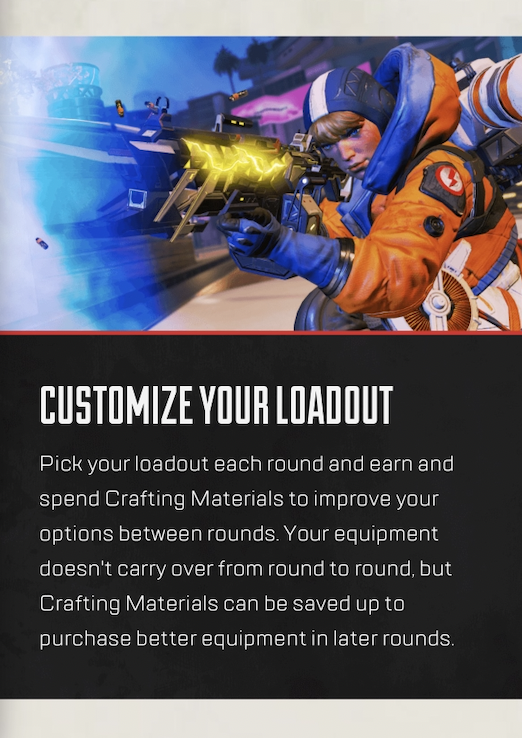 CUSTOMIZE YOUR LOADOUT
Pick your loadout each round and earn and
spend Crafting Materials to improve your
options between rounds. Your equipment
doesn't carry over from round to round, but
Crafting Materials can be saved up to
purchase better equipment in later rounds.